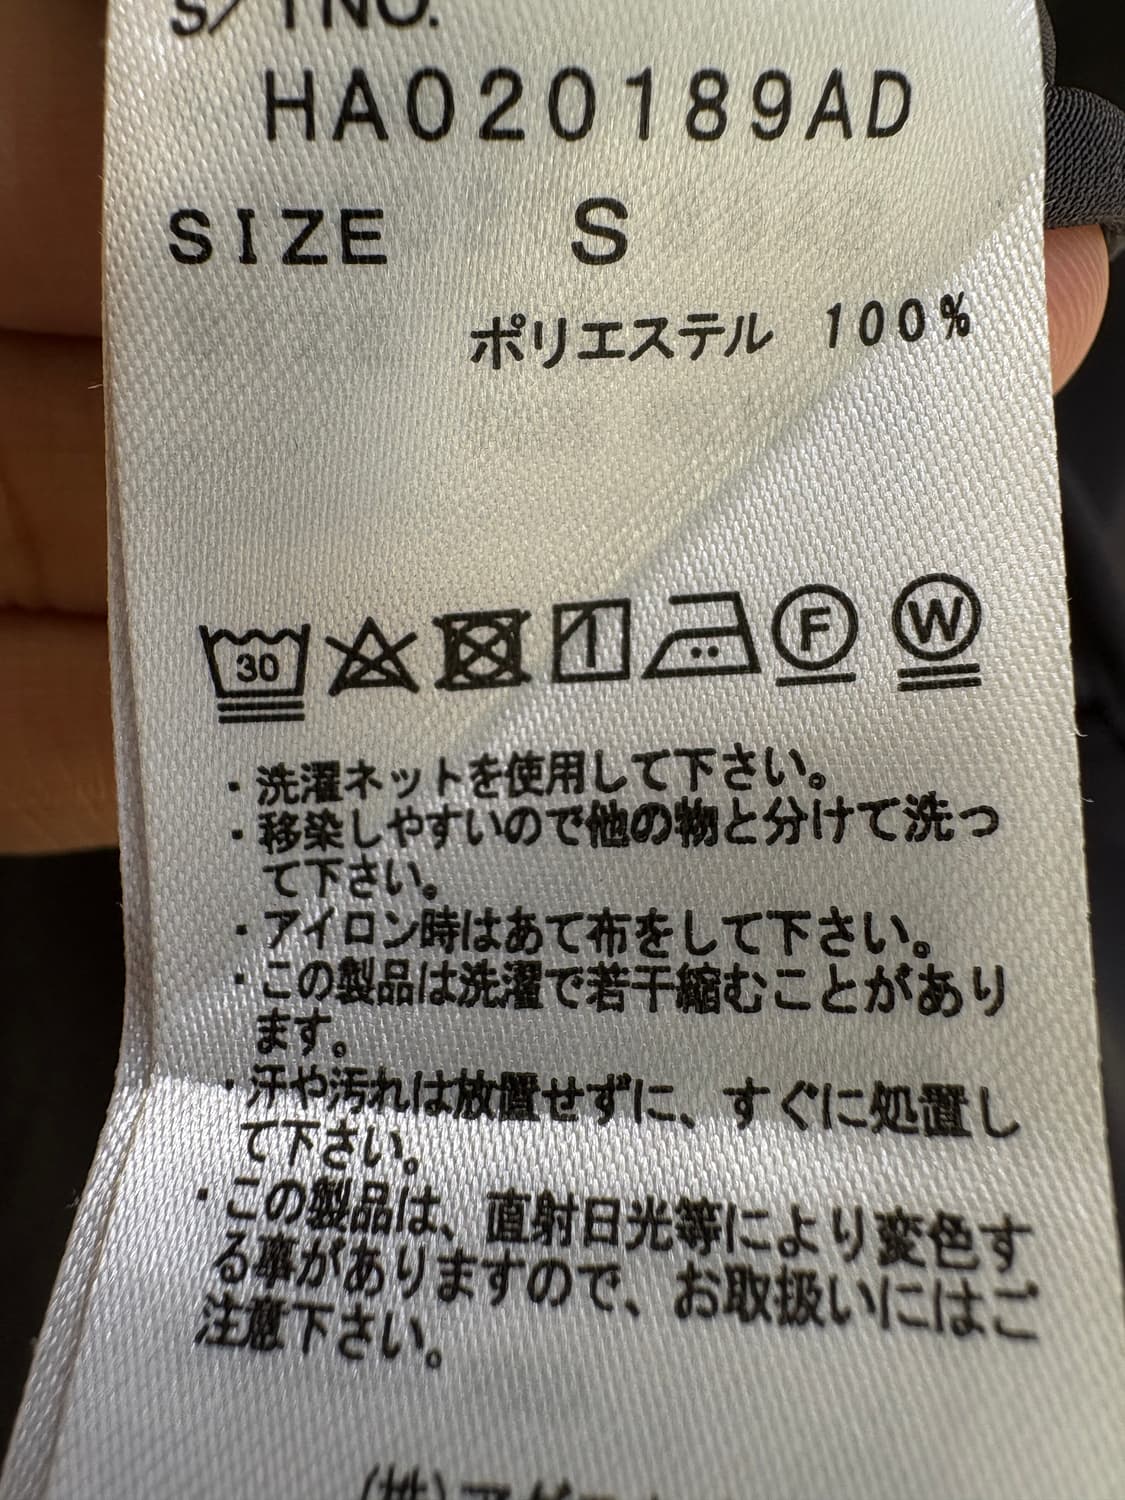 S/T NO.
HA020189AD
SIZE S
ポリエステル 100%
30 F W
・洗濯ネットを使用して下さい。
・移染しやすいので他の物と分けて洗っ
て下さい。
・アイロン時はあて布をして下さい。
・この製品は洗濯で若干縮むことがあり
ます。
・汗や汚れは放置せずに、すぐに処置し
て下さい。
・この製品は、直射日光等により変色す
る事がありますので、お取扱いにはご
注意下さい。
(株)